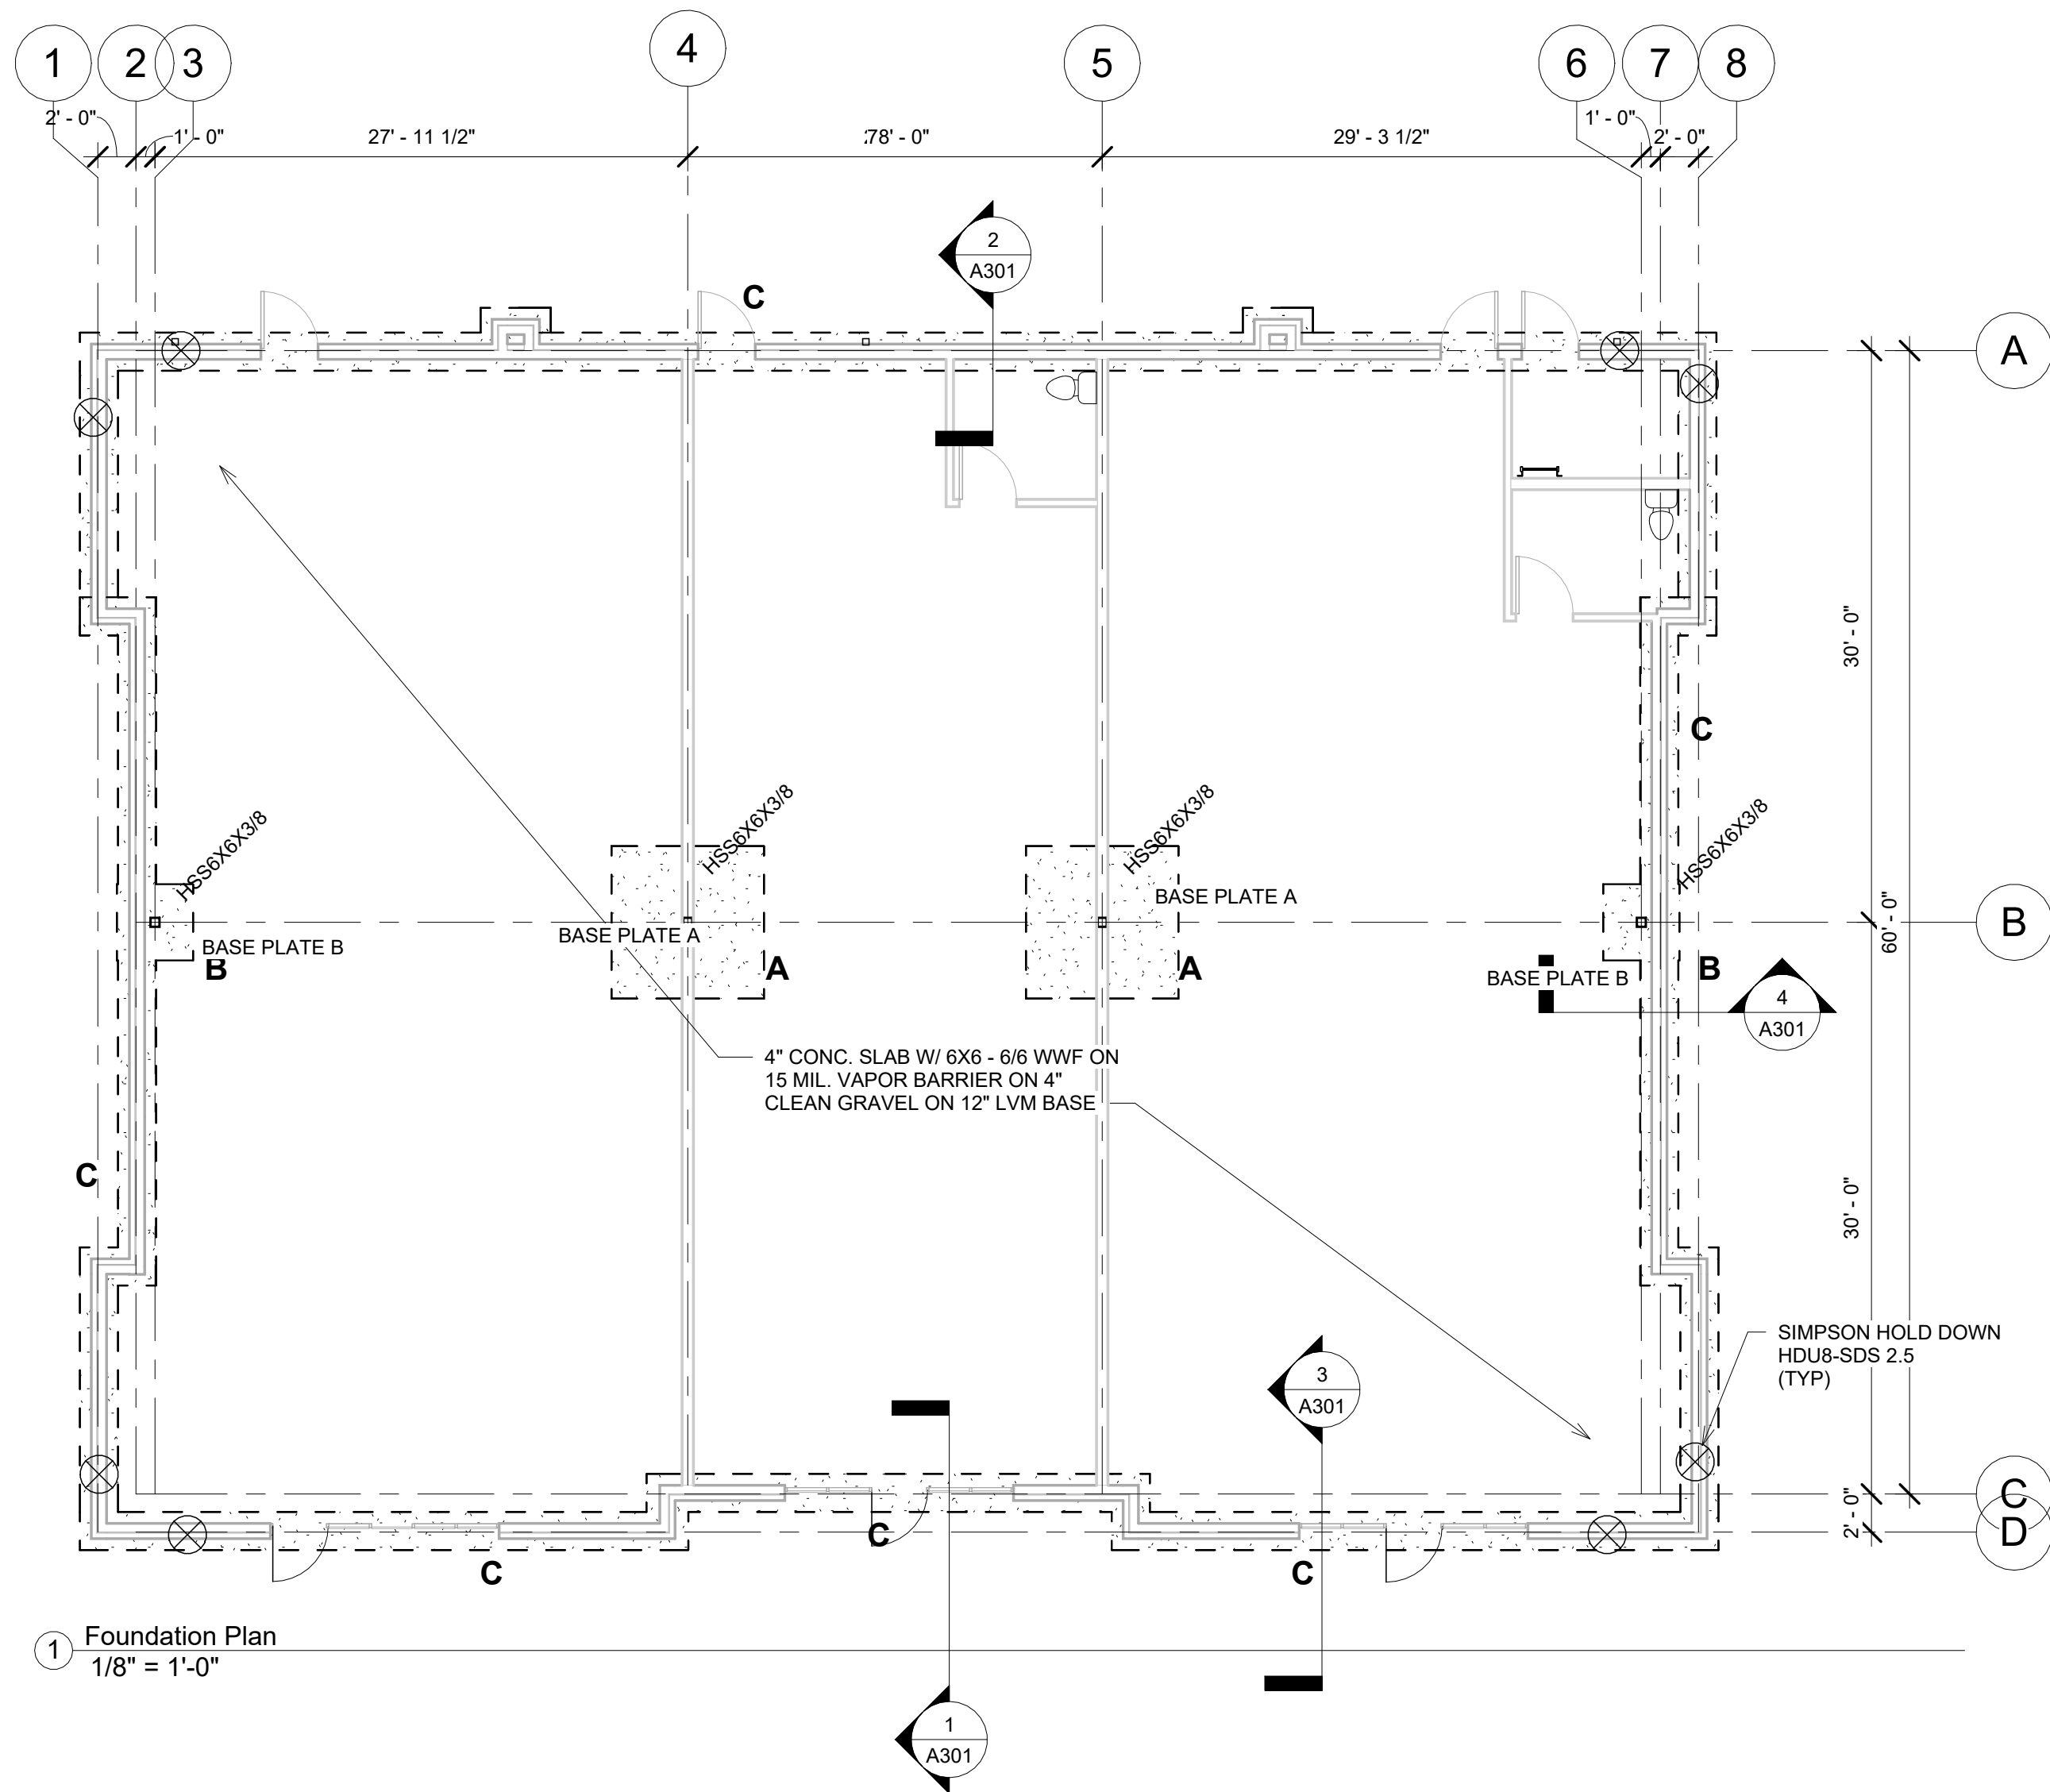 1
2
3
4
5
6
7
8
2' - 0"
1' - 0"
27' - 11 1/2"
78' - 0"
29' - 3 1/2"
1' - 0"
2' - 0"
2
A301
C
A
30' - 0"
C
HSS6X6X3/8
HSS6X6X3/8
HSS6X6X3/8
HSS6X6X3/8
BASE PLATE A
60' - 0"
B
BASE PLATE B
BASE PLATE A
B
A
A
BASE PLATE B
B
4
A301
4" CONC. SLAB W/ 6X6 - 6/6 WWF ON
15 MIL. VAPOR BARRIER ON 4"
CLEAN GRAVEL ON 12" LVM BASE
C
30' - 0"
SIMPSON HOLD DOWN
HDU8-SDS 2.5
(TYP)
3
A301
C
2' - 0"
D
C
C
C
1
Foundation Plan
1/8" = 1'-0"
1
A301